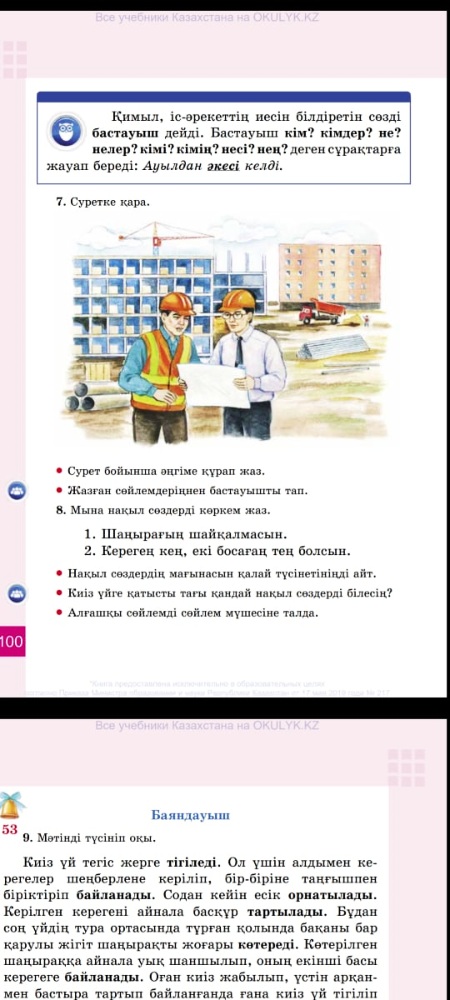 Все учебники Казахстана на OKULYK.KZ
Қимыл, іс-әрекеттің иесін білдіретін сөзді
бастауыш дейді. Бастауыш кім? кімдер? не?
нелер? кімі? кімің? несі? нең? деген сұрақтарға
жауап береді: Ауылдан әкесі келді.
7. Суретке қара.
• Сурет бойынша әңгіме құрап жаз.
• Жазған сөйлемдеріңнен бастауышты тап.
8. Мына нақыл сөздерді көркем жаз.
1. Шаңырағың шайқалмасын.
2. Керегең кең, екі босағаң тең болсын.
• Нақыл сөздердің мағынасын қалай түсінетініңді айт.
• Киіз үйге қатысты тағы қандай нақыл сөздерді білесің?
• Алғашқы сөйлемді сөйлем мүшесіне талда.
100
*Книга предоставлена исключительно в образовательных целях
согласно Приказа Министра образования и науки Республики Казахстан от 17 мая 2019 года № 217
Все учебники Казахстана на OKULYK.KZ
Баяндауыш
53
9. Мәтінді түсініп оқы.
Киіз үй тегіс жерге тігіледі. Ол үшін алдымен ке-
регелер шеңберлене керіліп, бір-біріне таңғышпен
біріктіріп байланады. Содан кейін есік орнатылады.
Керілген керегені айнала басқұр тартылады. Бұдан
соң үйдің тура ортасында тұрған қолында бақаны бар
қарулы жігіт шаңырақты жоғары көтереді. Көтерілген
шаңыраққа айнала уық шаншылып, оның екінші басы
керегеге байланады. Оған киіз жабылып, үстін арқан-
мен бастыра тартып байланғанда ғана киіз үй тігіліп